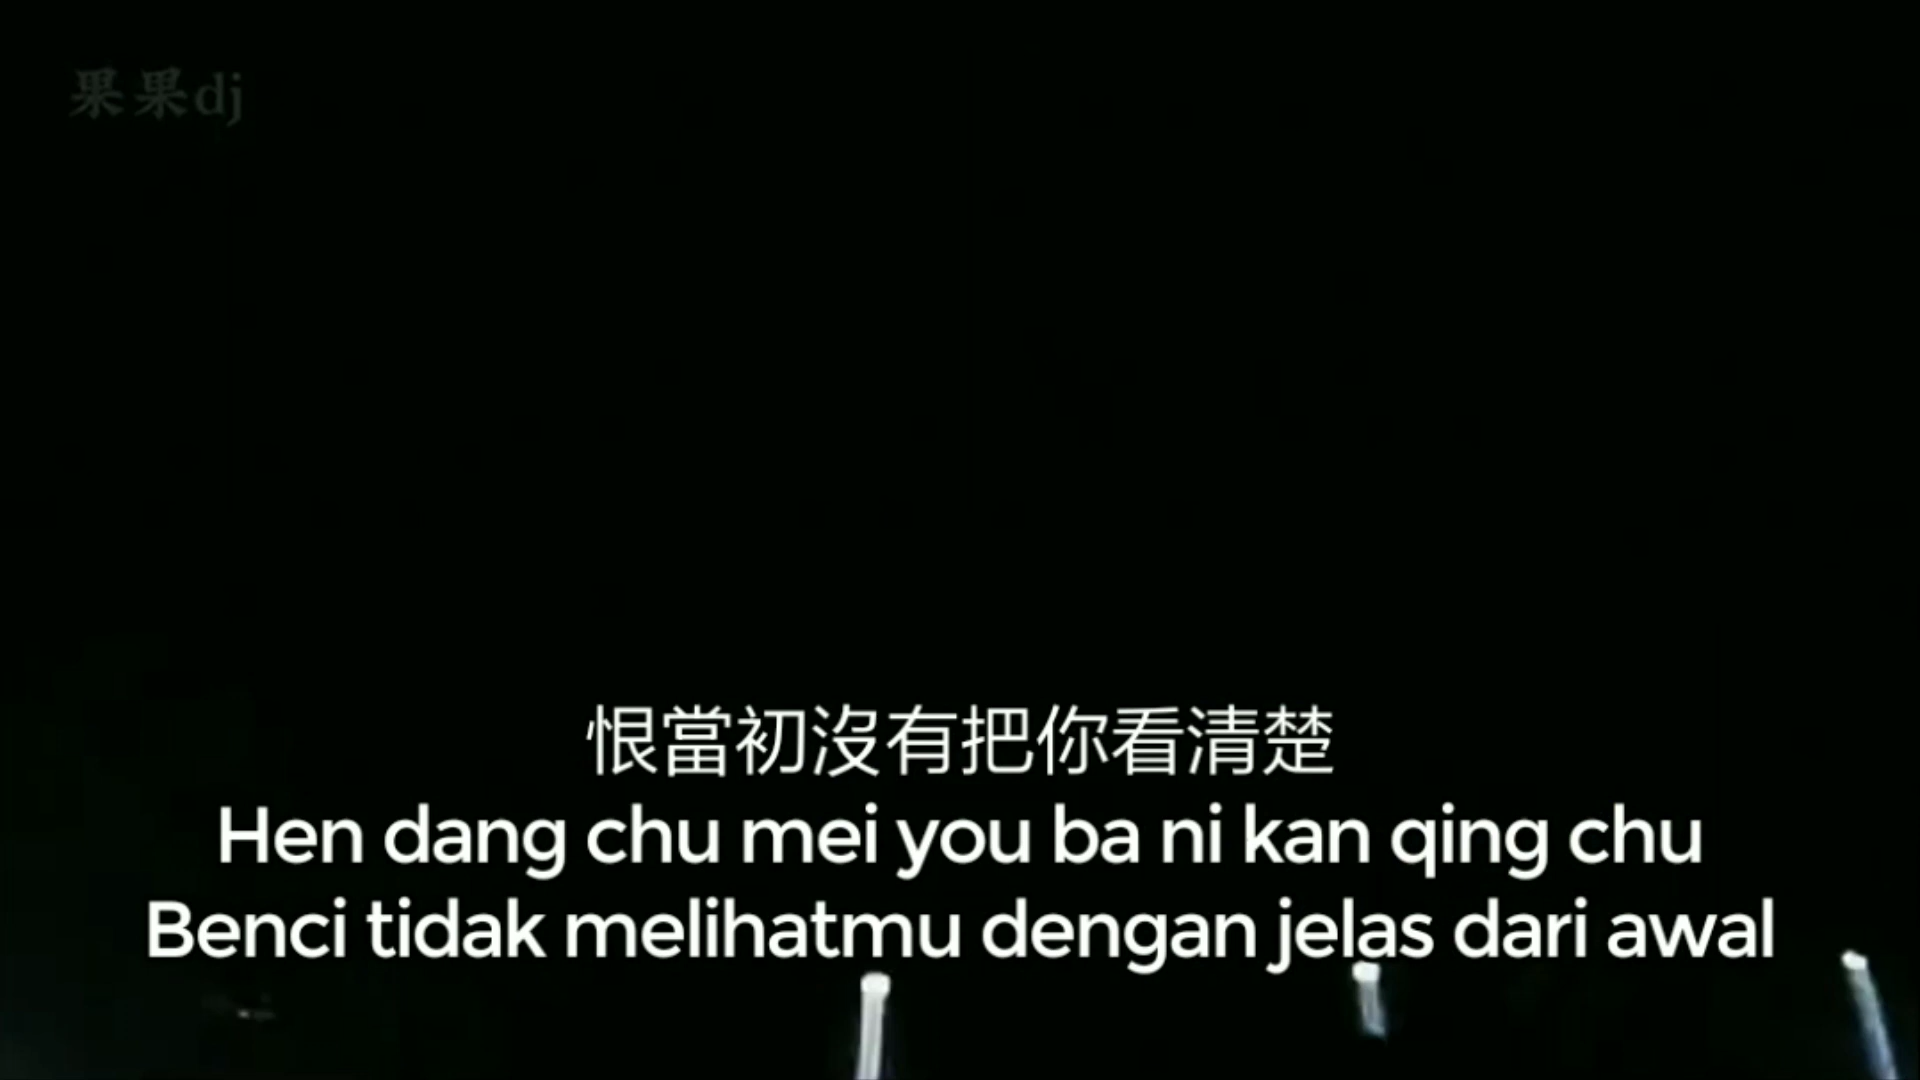 果果dj
恨當初沒有把你看清楚
Hen dang chu mei you ba ni kan qing chu
Benci tidak melihatmu dengan jelas dari awal